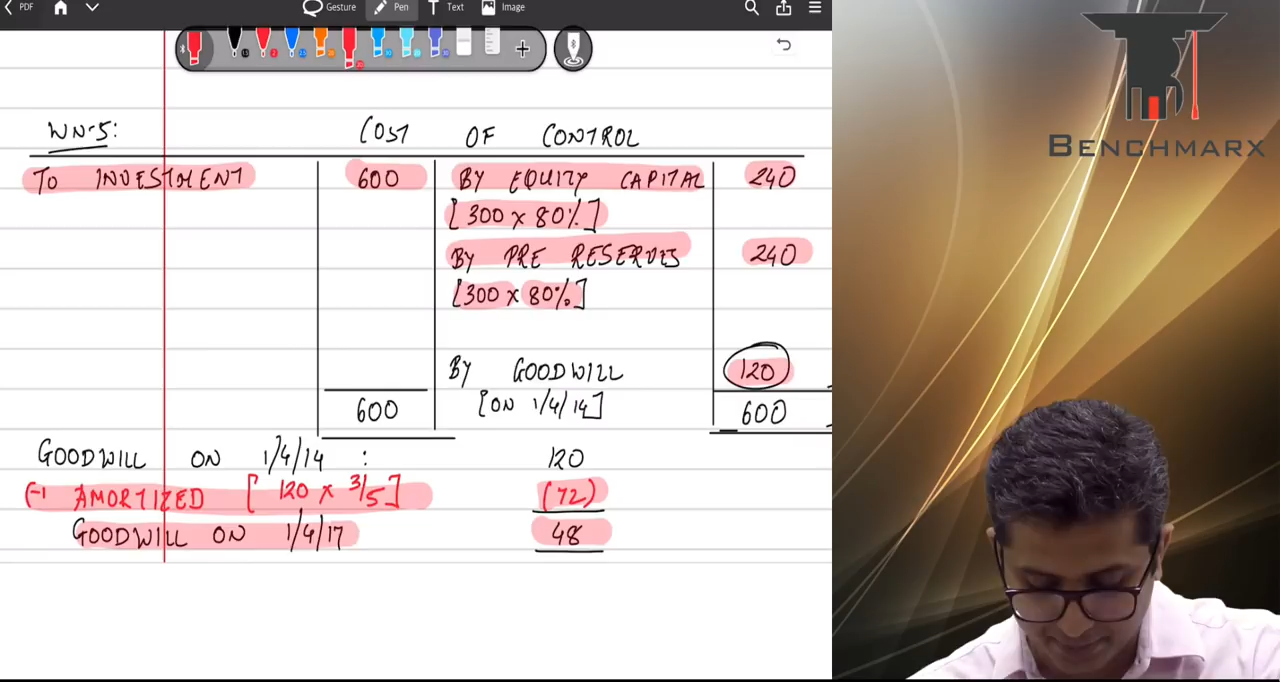 PDF Gesture Pen Text Image
BENCHMARX
WN-5: COST OF CONTROL
TO INVESTMENT 600 BY EQUITY CAPITAL 240
[300 x 80%]
BY PRE RESERVES 240
[300 x 80%]
BY GOODWILL 120
600 [ON 1/4/14] 600
GOODWILL ON 1/4/14 : 120
(-) AMORTIZED [120 x 3/5] (72)
GOODWILL ON 1/4/17 48